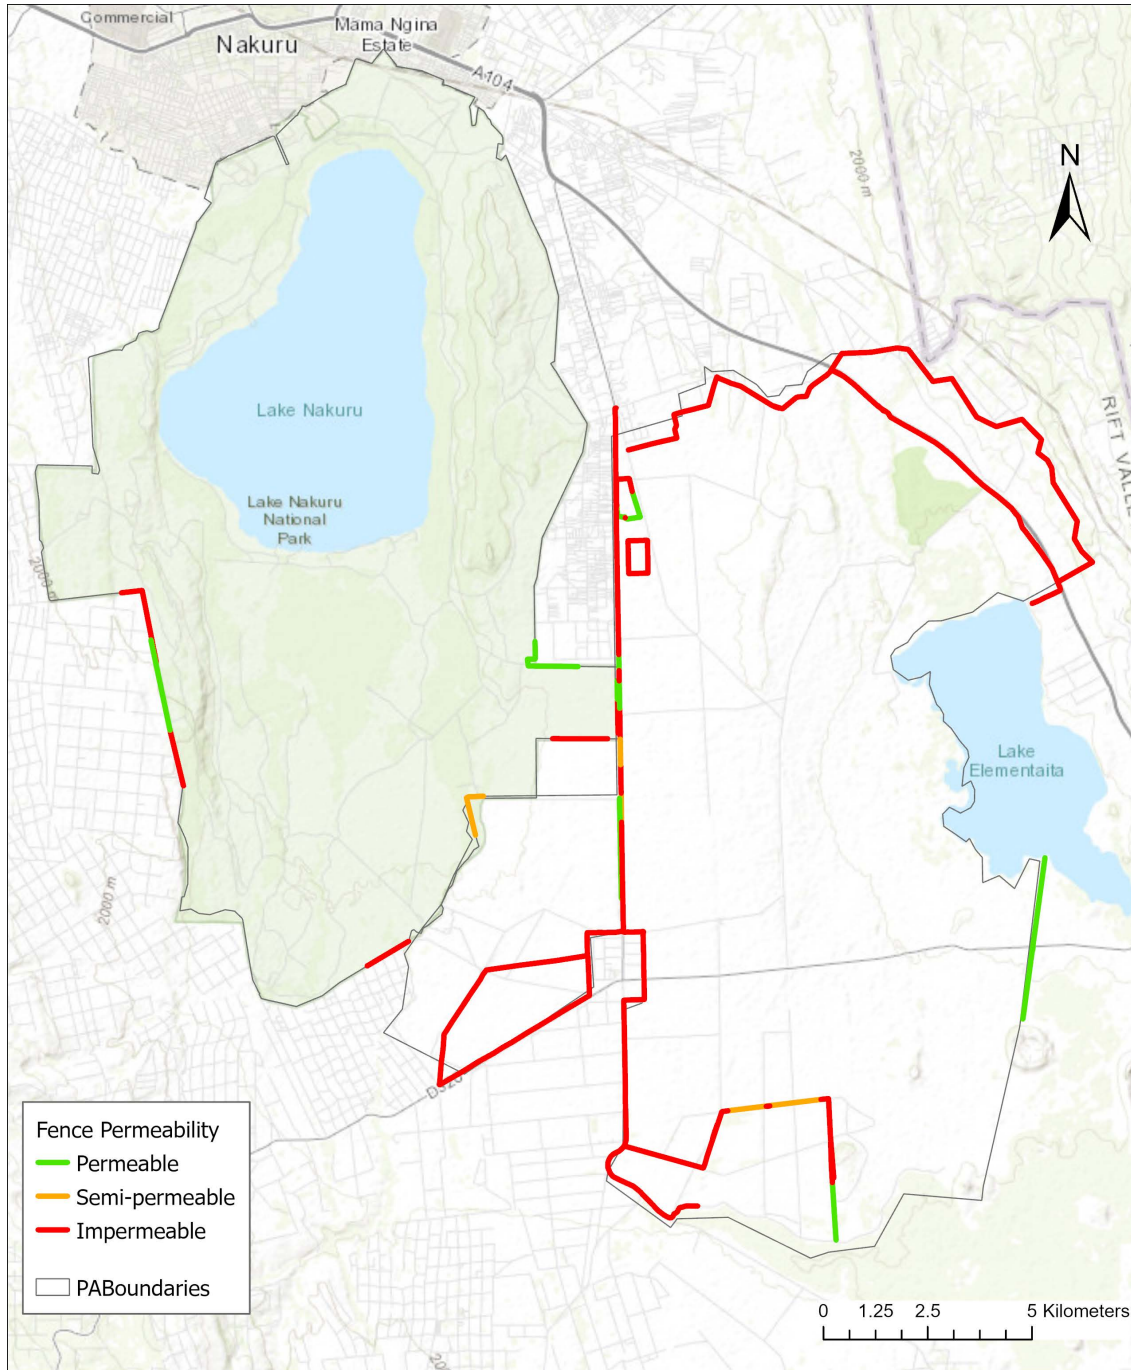 Commercial
Mama Ngina
Estate
Nakuru
A104
N
2000 m
Lake Nakuru
RIFT VALLE
Lake Nakuru
National
Park
2000 m
Lake
Elementaita
2000 m
Fence Permeability
Permeable
Semi-permeable
Impermeable
PABoundaries
0 1.25 2.5 5 Kilometers